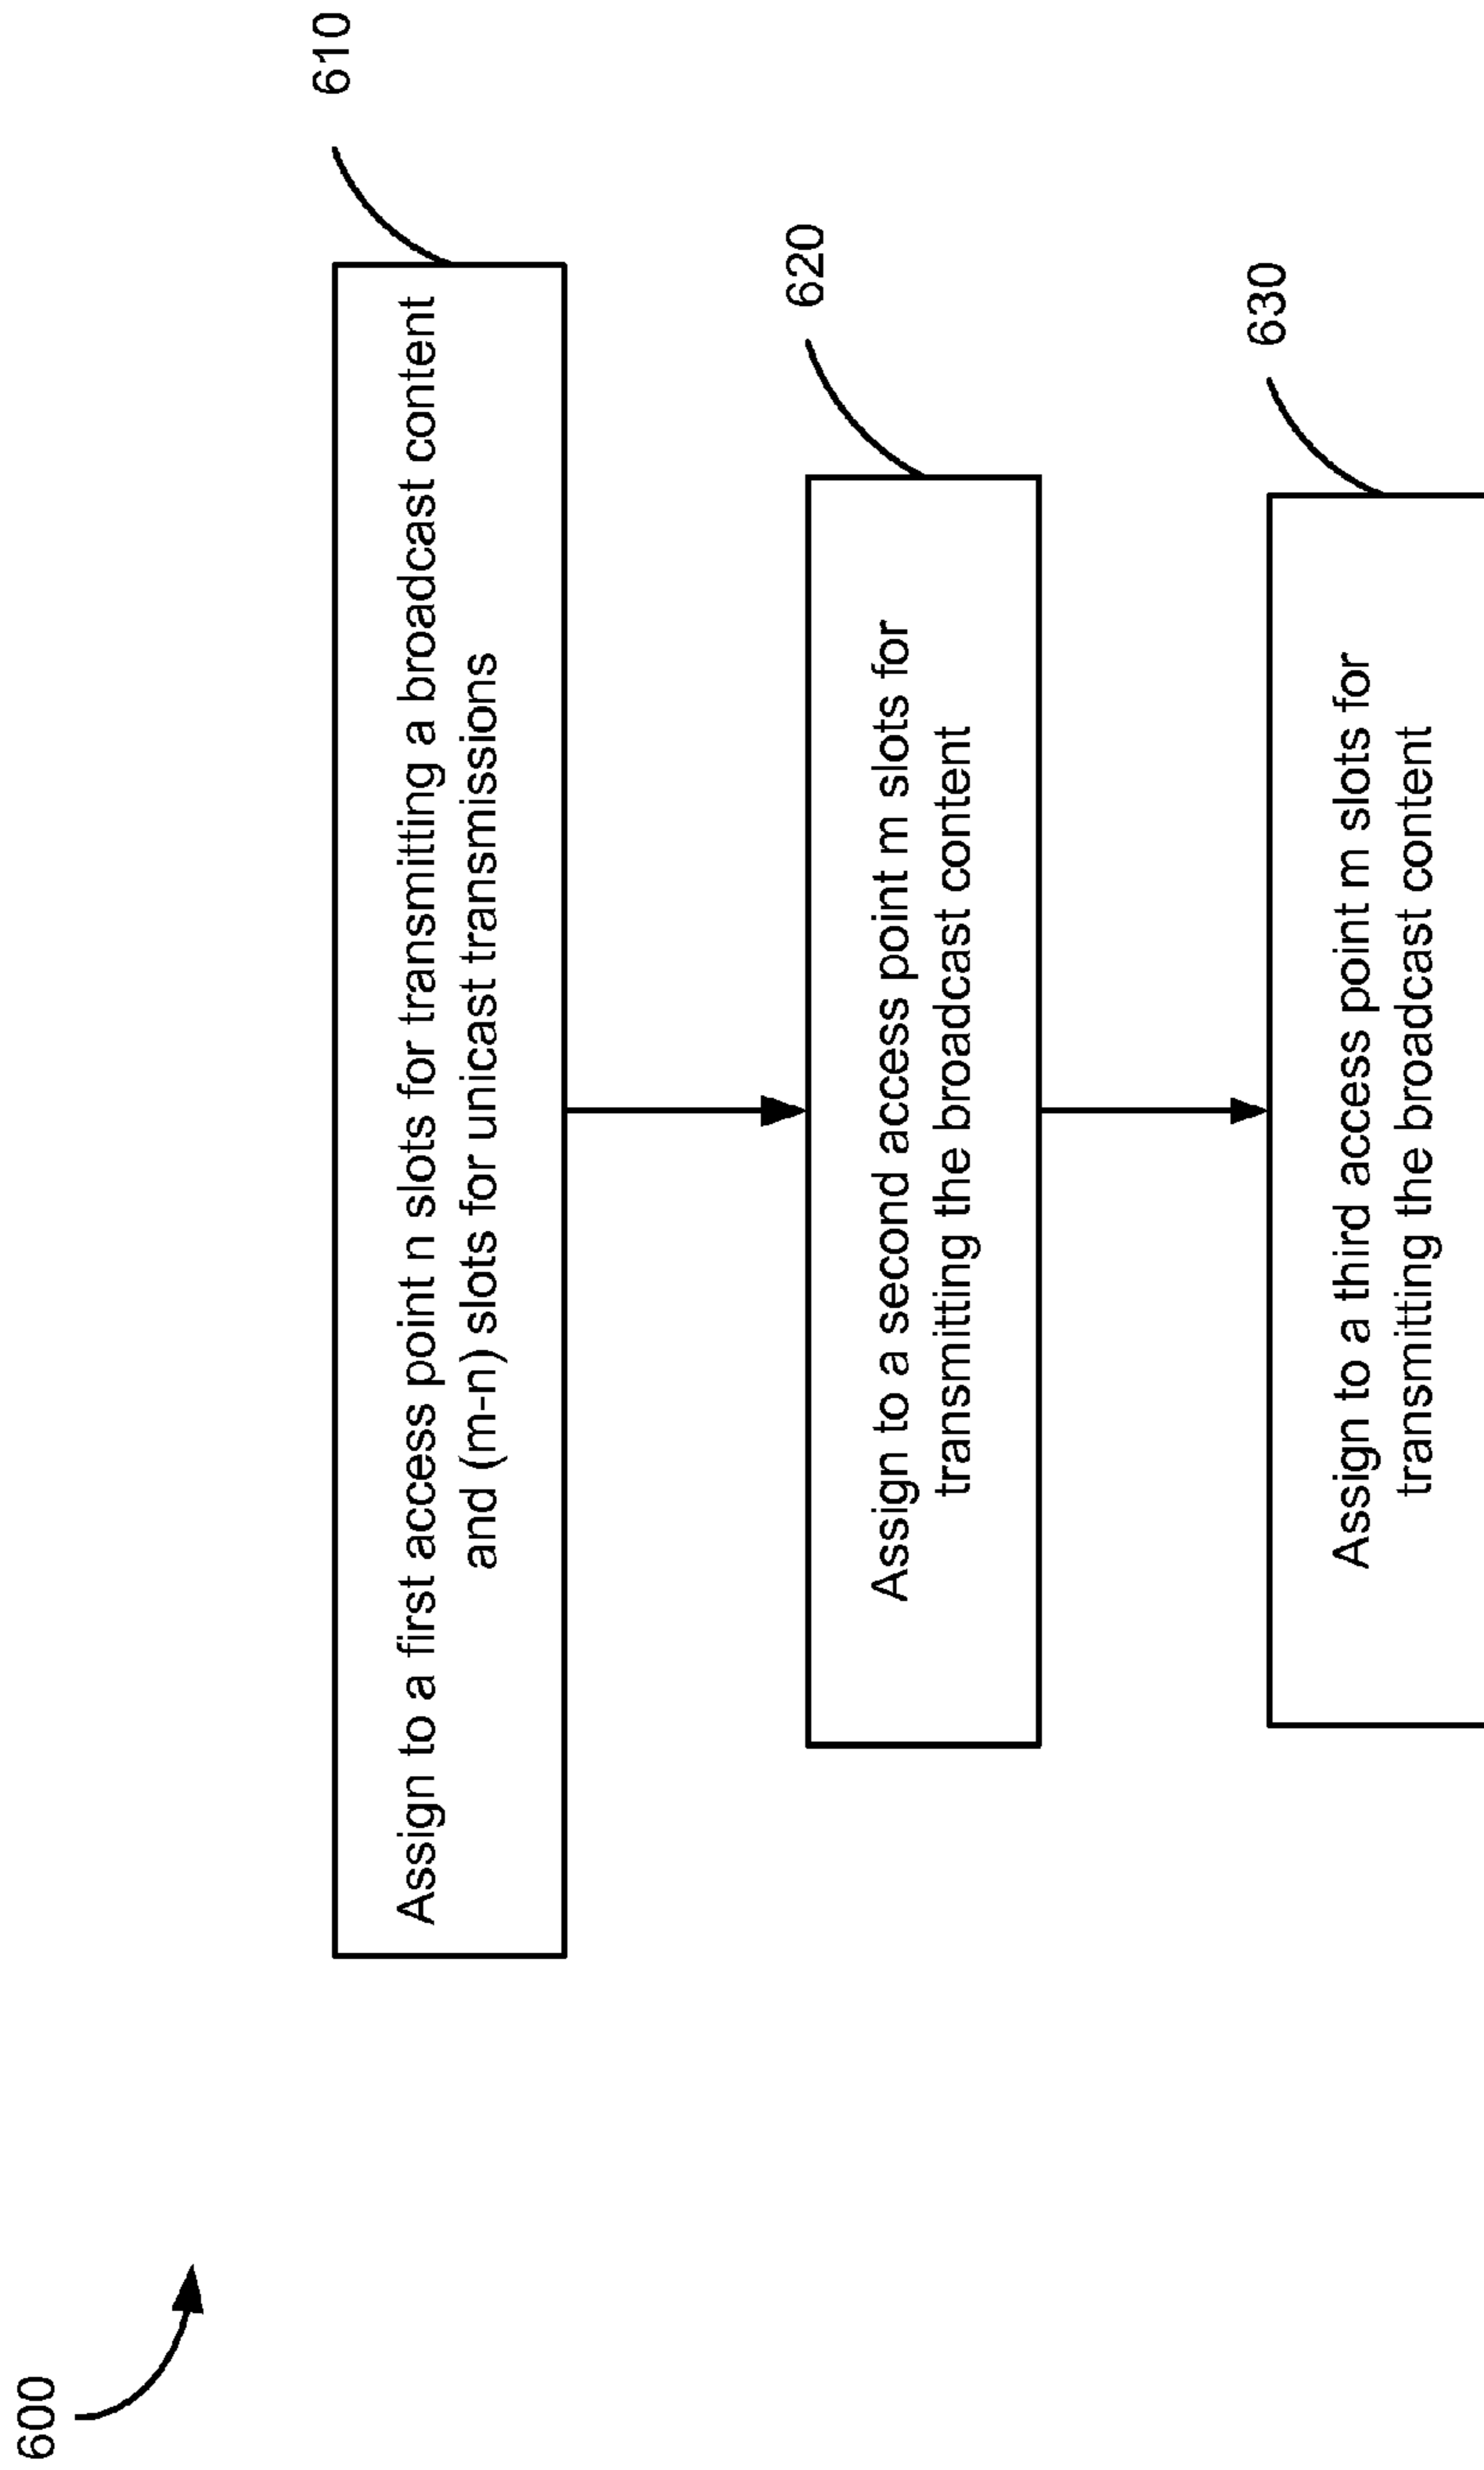 600
610
Assign to a first access point n slots for transmitting a broadcast content
and (m-n) slots for unicast transmissions
620
Assign to a second access point m slots for
transmitting the broadcast content
630
Assign to a third access point m slots for
transmitting the broadcast content